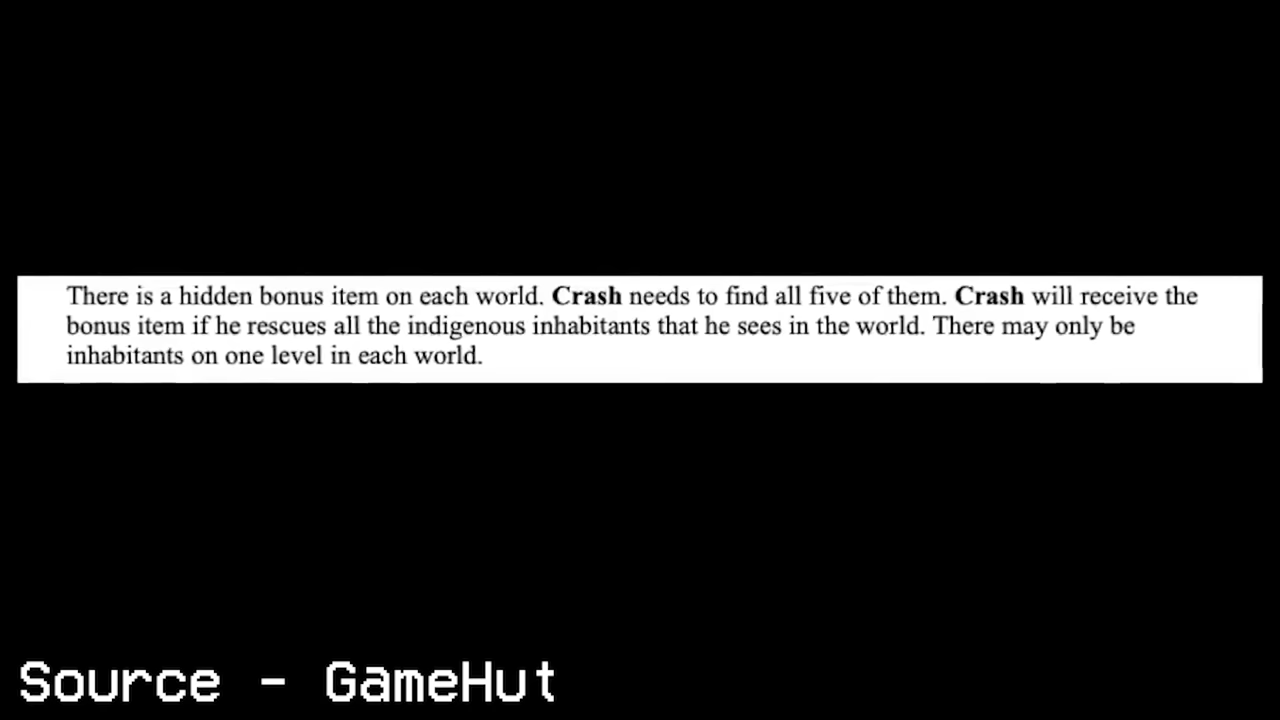 There is a hidden bonus item on each world. Crash needs to find all five of them. Crash will receive the
bonus item if he rescues all the indigenous inhabitants that he sees in the world. There may only be
inhabitants on one level in each world.
Source - GameHut